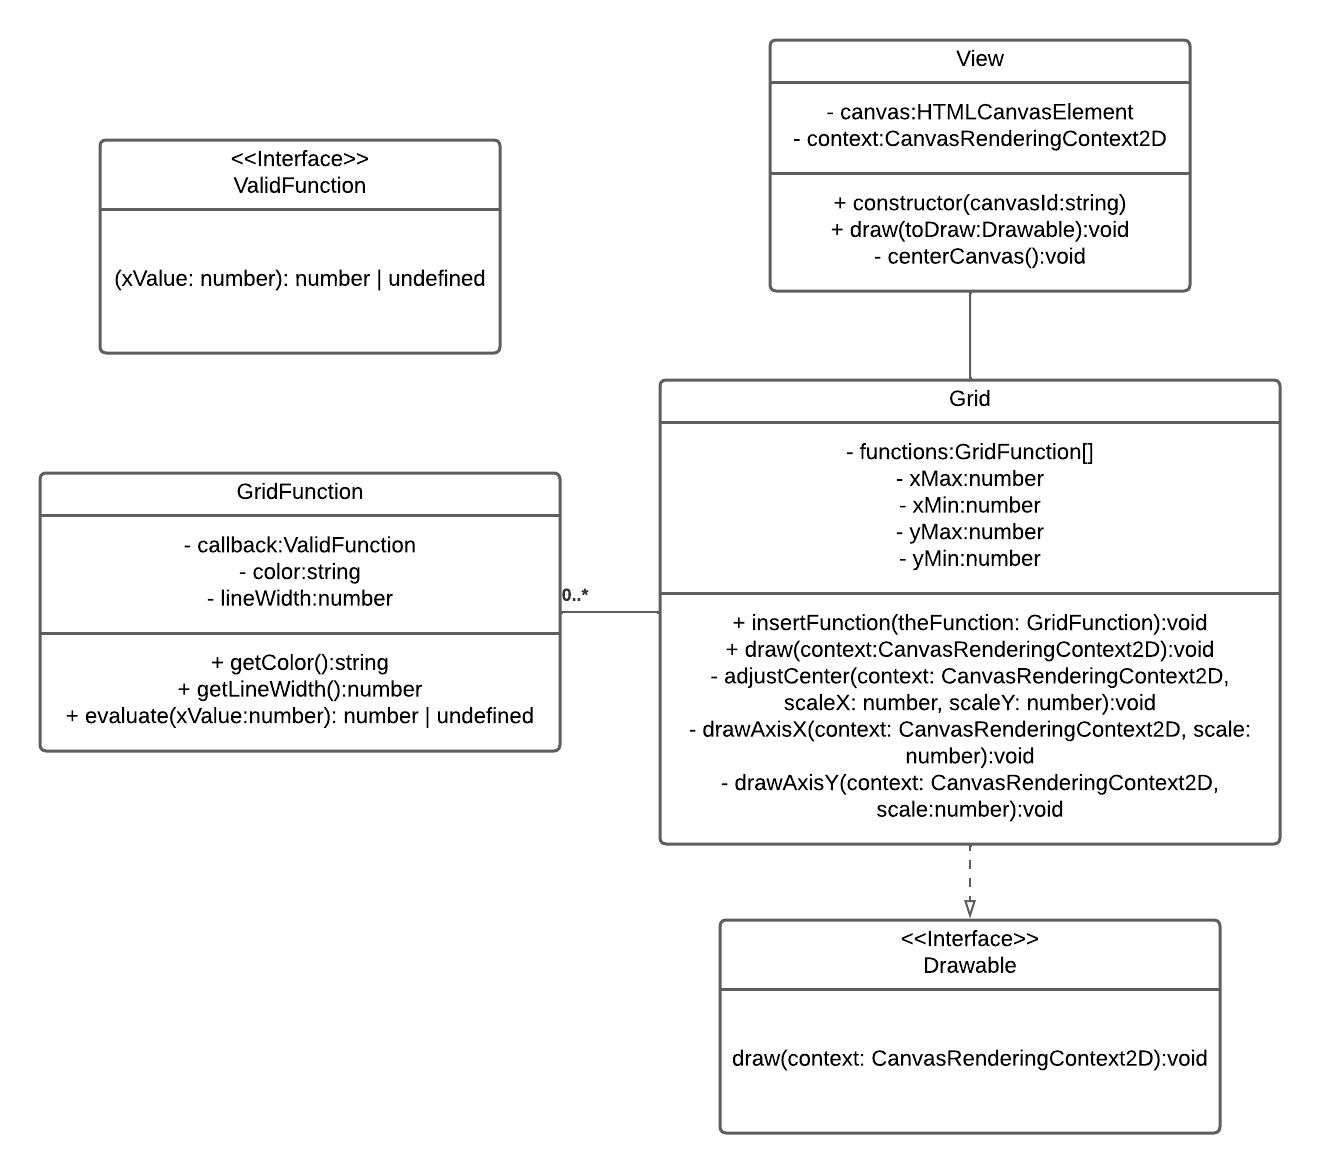 View
- canvas:HTMLCanvasElement
- context:CanvasRenderingContext2D
+ constructor(canvasId:string)
+ draw(toDraw:Drawable):void
- centerCanvas():void
<<Interface>>
ValidFunction
(xValue: number): number | undefined
Grid
- functions:GridFunction[]
- xMax:number
- xMin:number
- yMax:number
- yMin:number
+ insertFunction(theFunction: GridFunction):void
+ draw(context:CanvasRenderingContext2D):void
- adjustCenter(context: CanvasRenderingContext2D,
scaleX: number, scaleY: number):void
- drawAxisX(context: CanvasRenderingContext2D, scale:
number):void
- drawAxisY(context: CanvasRenderingContext2D,
scale:number):void
GridFunction
- callback:ValidFunction
- color:string
- lineWidth:number
+ getColor():string
+ getLineWidth():number
+ evaluate(xValue:number): number | undefined
0..*
<<Interface>>
Drawable
draw(context: CanvasRenderingContext2D):void